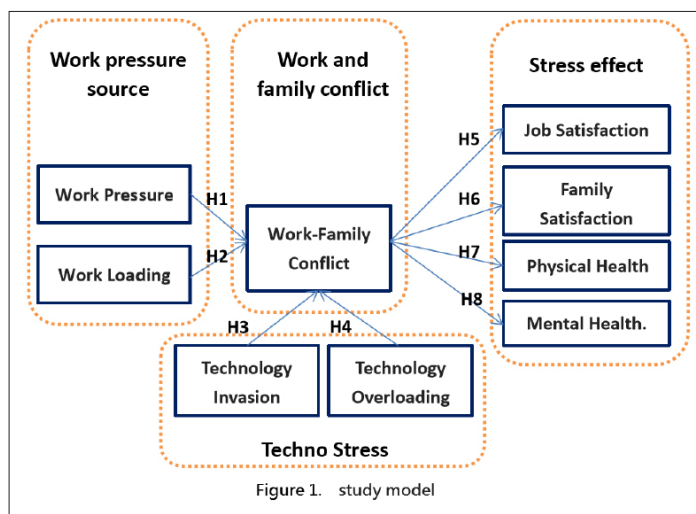 Work pressure
source
Work and
family conflict
Stress effect
Work Pressure
Work Loading
H1
H2
Work-Family
Conflict
H3
H4
Technology
Invasion
Technology
Overloading
Techno Stress
H5
H6
H7
H8
Job Satisfaction
Family
Satisfaction
Physical Health
Mental Health.
Figure 1. study model